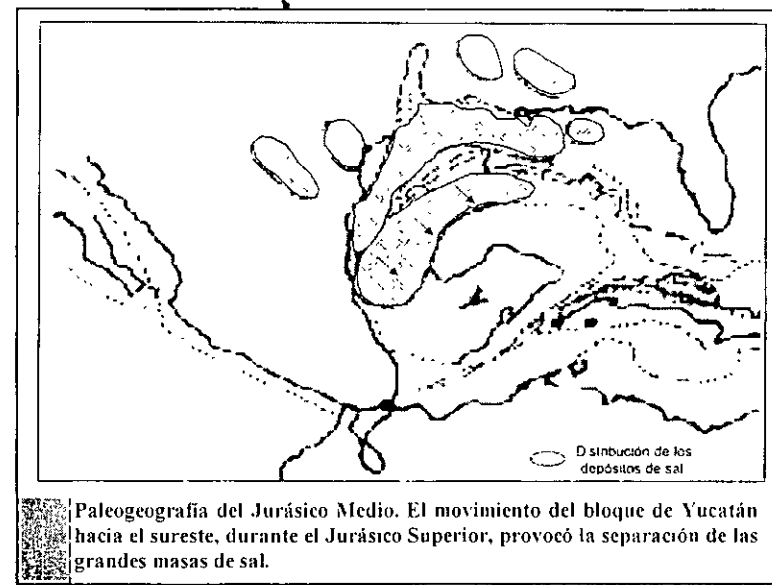 Distribución de los
depósitos de sal
Paleogeografía del Jurásico Medio. El movimiento del bloque de Yucatán
hacia el sureste, durante el Jurásico Superior, provocó la separación de las
grandes masas de sal.